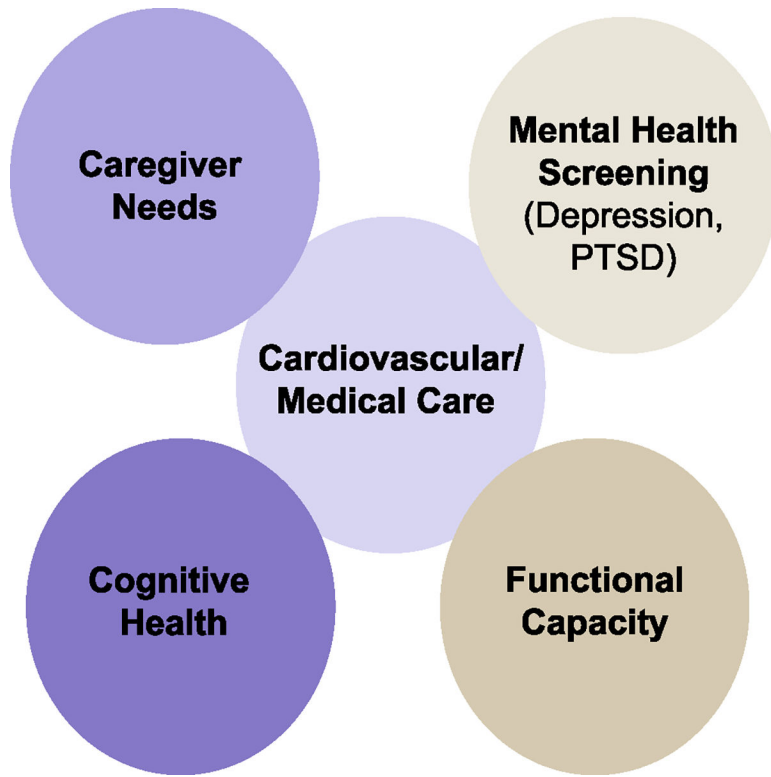 Caregiver
Needs
Mental Health
Screening
(Depression,
PTSD)
Cardiovascular/
Medical Care
Cognitive
Health
Functional
Capacity